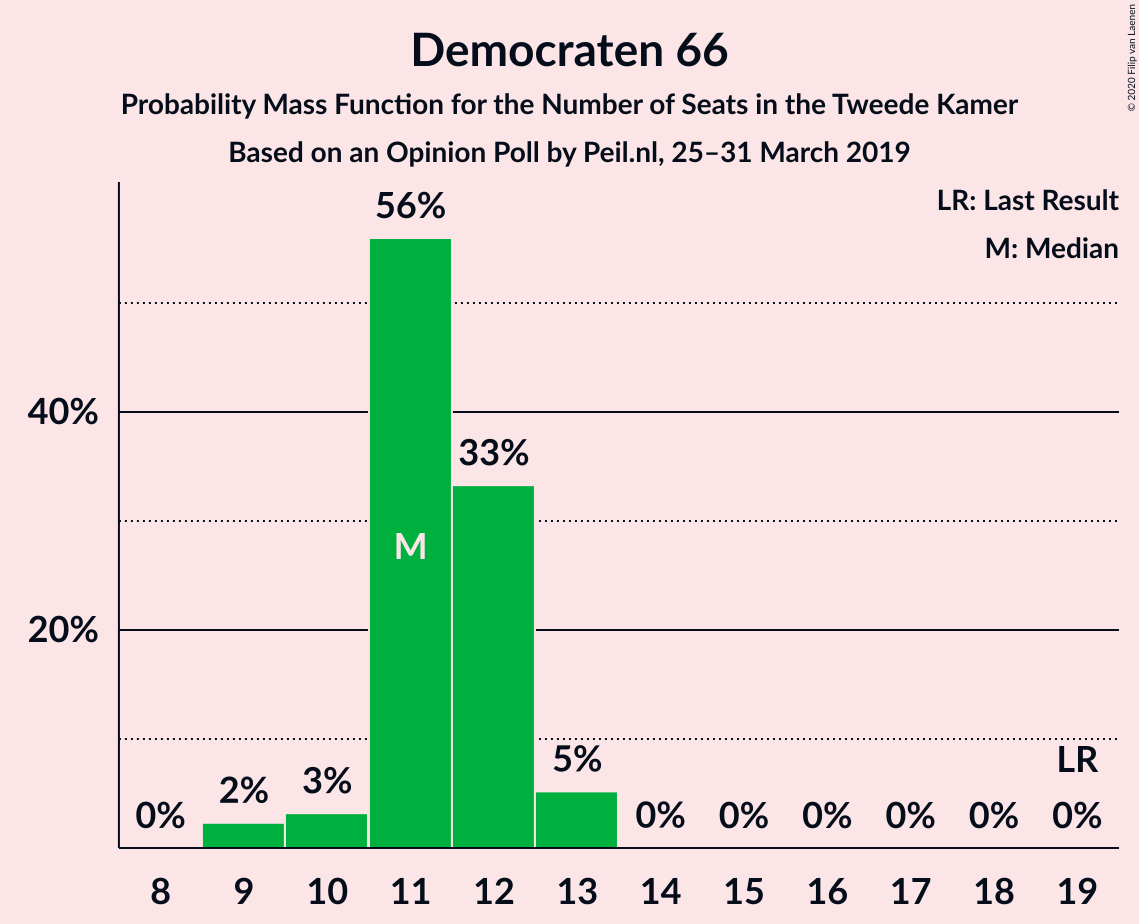 Democraten 66
Probability Mass Function for the Number of Seats in the Tweede Kamer
Based on an Opinion Poll by Peil.nl, 25–31 March 2019
© 2020 Filip van Laenen
LR: Last Result
M: Median
56%
40%
33%
M
20%
5%
LR
3%
2%
0%
0%
0%
0%
0%
0%
0%
8 9 10 11 12 13 14 15 16 17 18 19